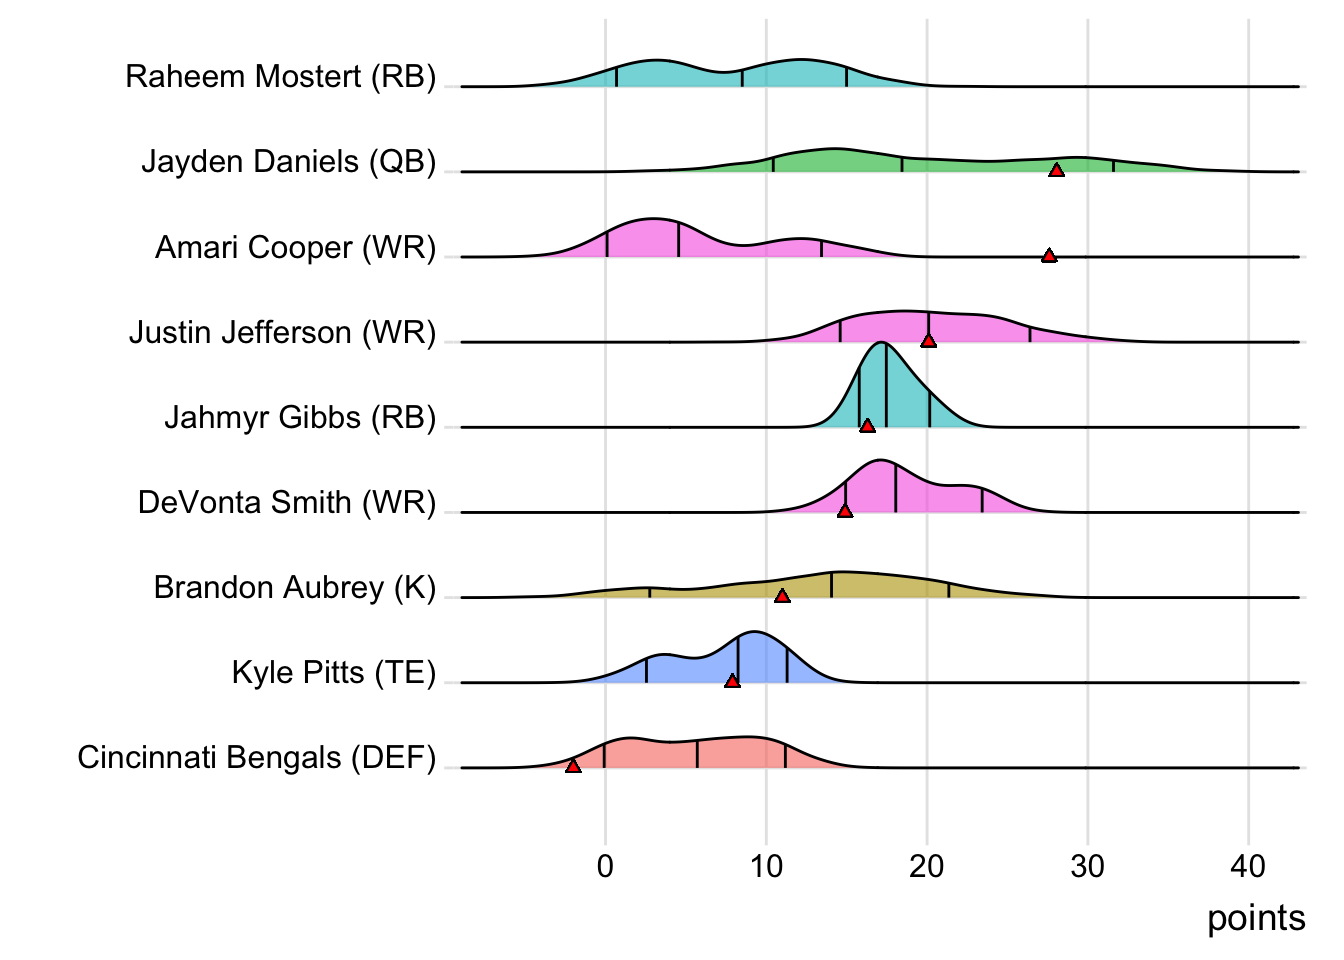 Raheem Mostert (RB)
Jayden Daniels (QB)
Amari Cooper (WR)
Justin Jefferson (WR)
Jahmyr Gibbs (RB)
DeVonta Smith (WR)
Brandon Aubrey (K)
Kyle Pitts (TE)
Cincinnati Bengals (DEF)
0 10 20 30 40
points